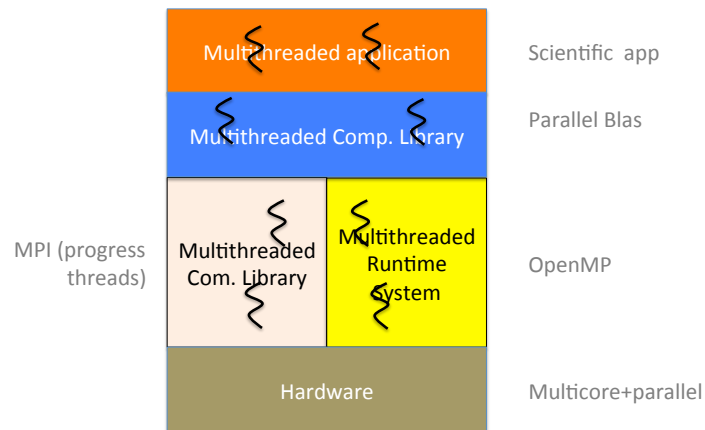 Multithreaded application
Scientific app
Parallel Blas
Multithreaded Comp. Library
MPI (progress
threads)
Multithreaded
Com. Library
Multithreaded
Runtime
System
OpenMP
Hardware
Multicore+parallel